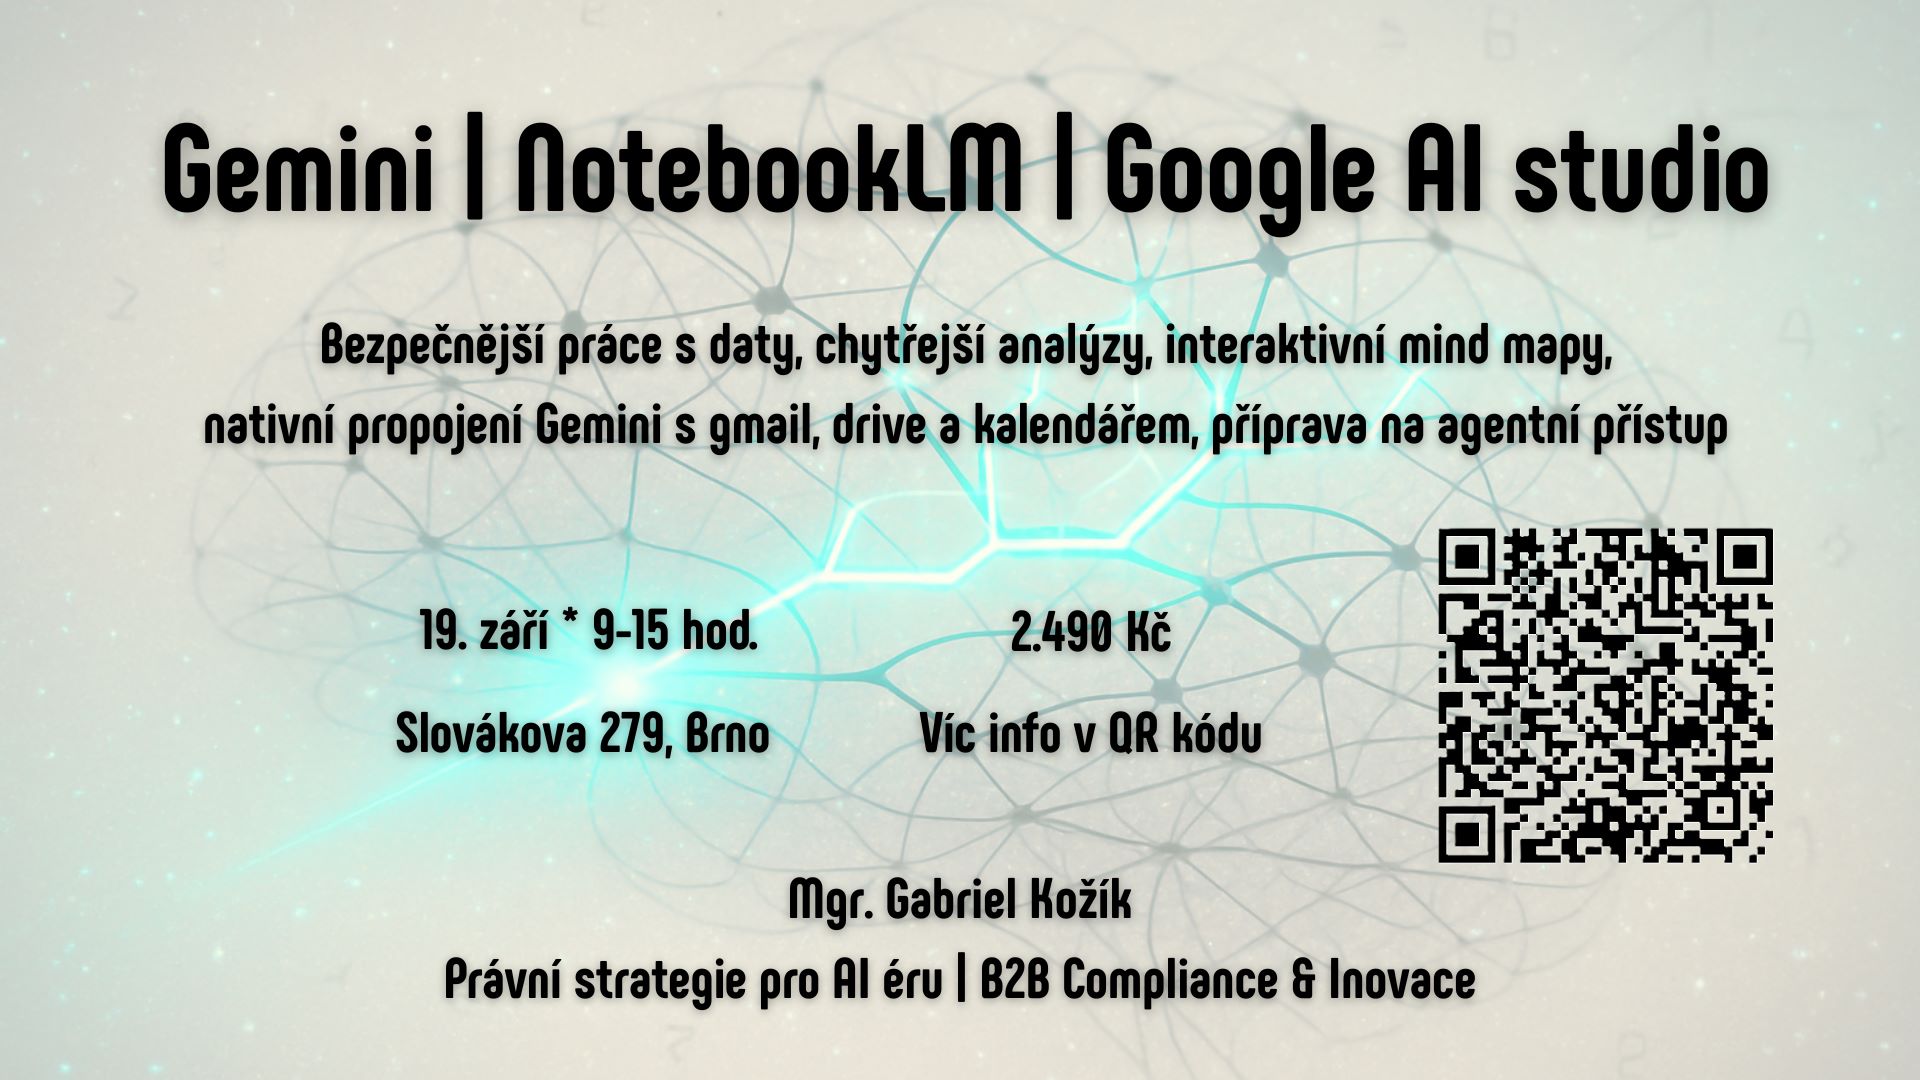 Gemini | NotebookLM | Google AI studio
Bezpečnější práce s daty, chytřejší analýzy, interaktivní mind mapy,
nativní propojení Gemini s gmail, drive a kalendářem, příprava na agentní přístup
19. září * 9-15 hod.
2.490 Kč
Slovákova 279, Brno
Víc info v QR kódu
Mgr. Gabriel Kožík
Právní strategie pro AI éru | B2B Compliance & Inovace